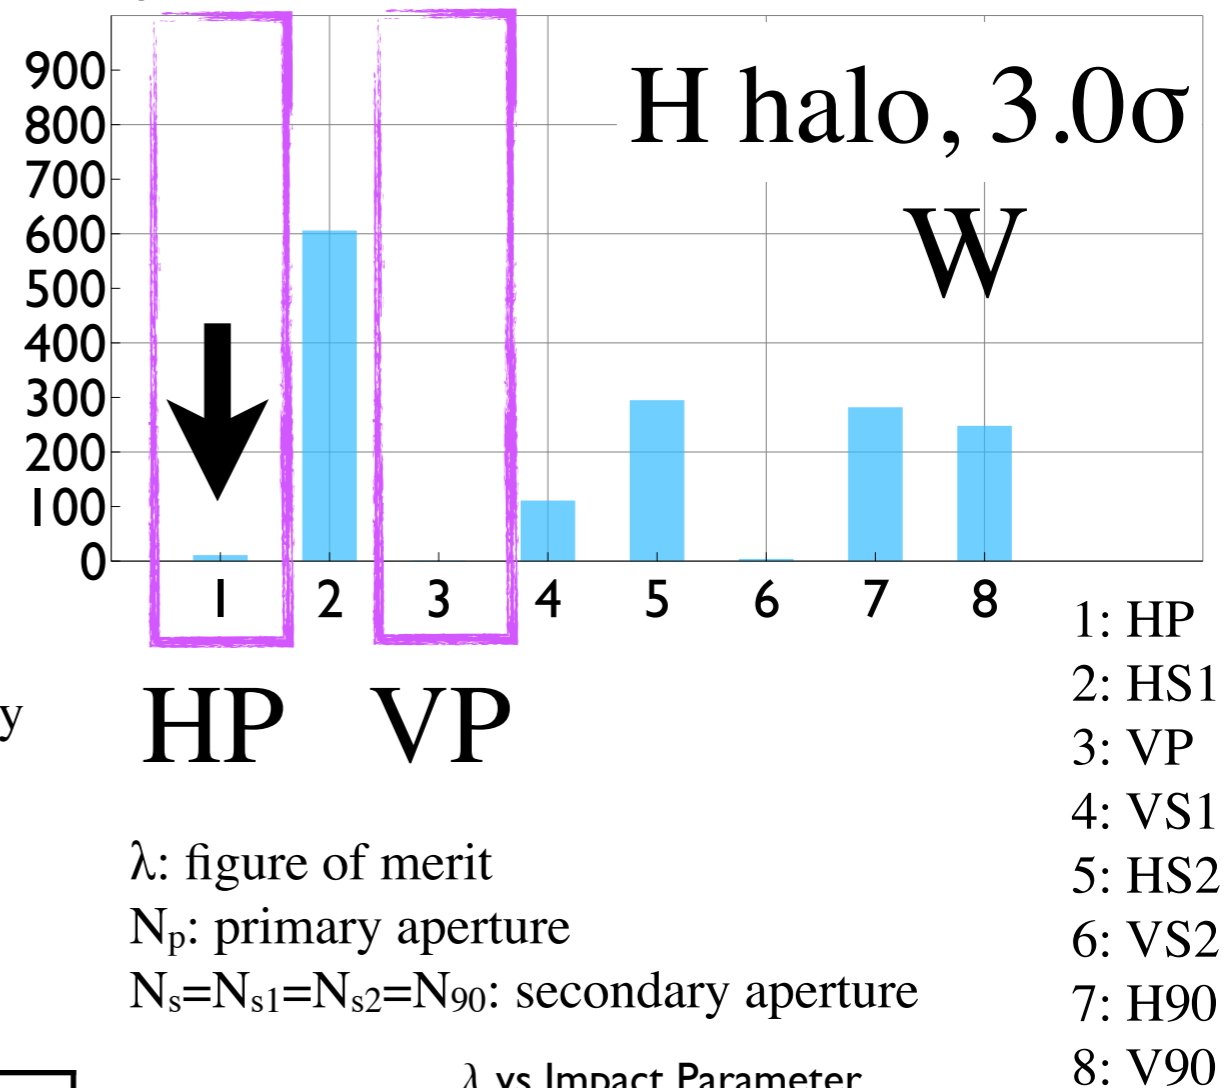 900
800
700
600
500
400
300
200
100
0
H halo, 3.0σ
W
1 2 3 4 5 6 7 8
HP VP
y
λ: figure of merit
Np: primary aperture
Ns=Ns1=Ns2=N90: secondary aperture
1: HP
2: HS1
3: VP
4: VS1
5: HS2
6: VS2
7: H90
8: V90
λ vs Impact Parameter